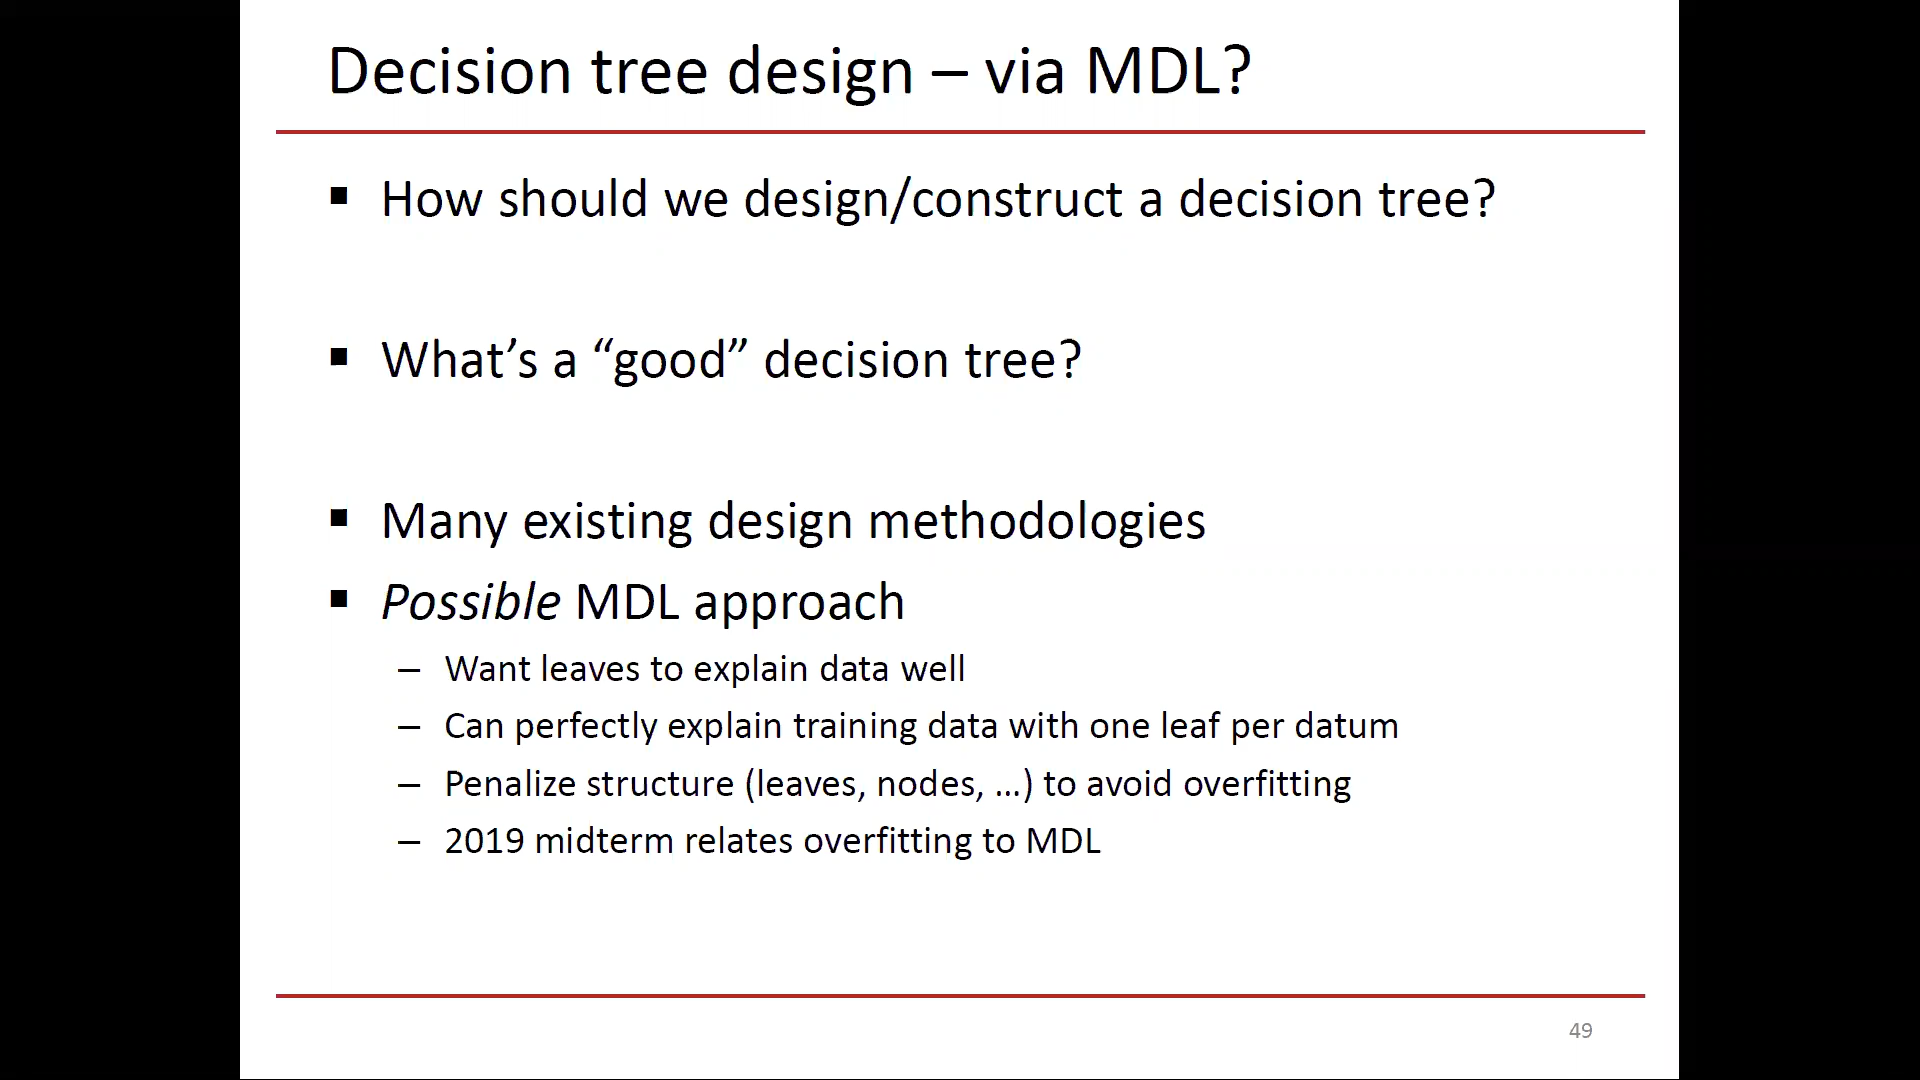 Decision tree design – via MDL?
▪ How should we design/construct a decision tree?
▪ What’s a “good” decision tree?
▪ Many existing design methodologies
▪ Possible MDL approach
– Want leaves to explain data well
– Can perfectly explain training data with one leaf per datum
– Penalize structure (leaves, nodes, …) to avoid overfitting
– 2019 midterm relates overfitting to MDL
49